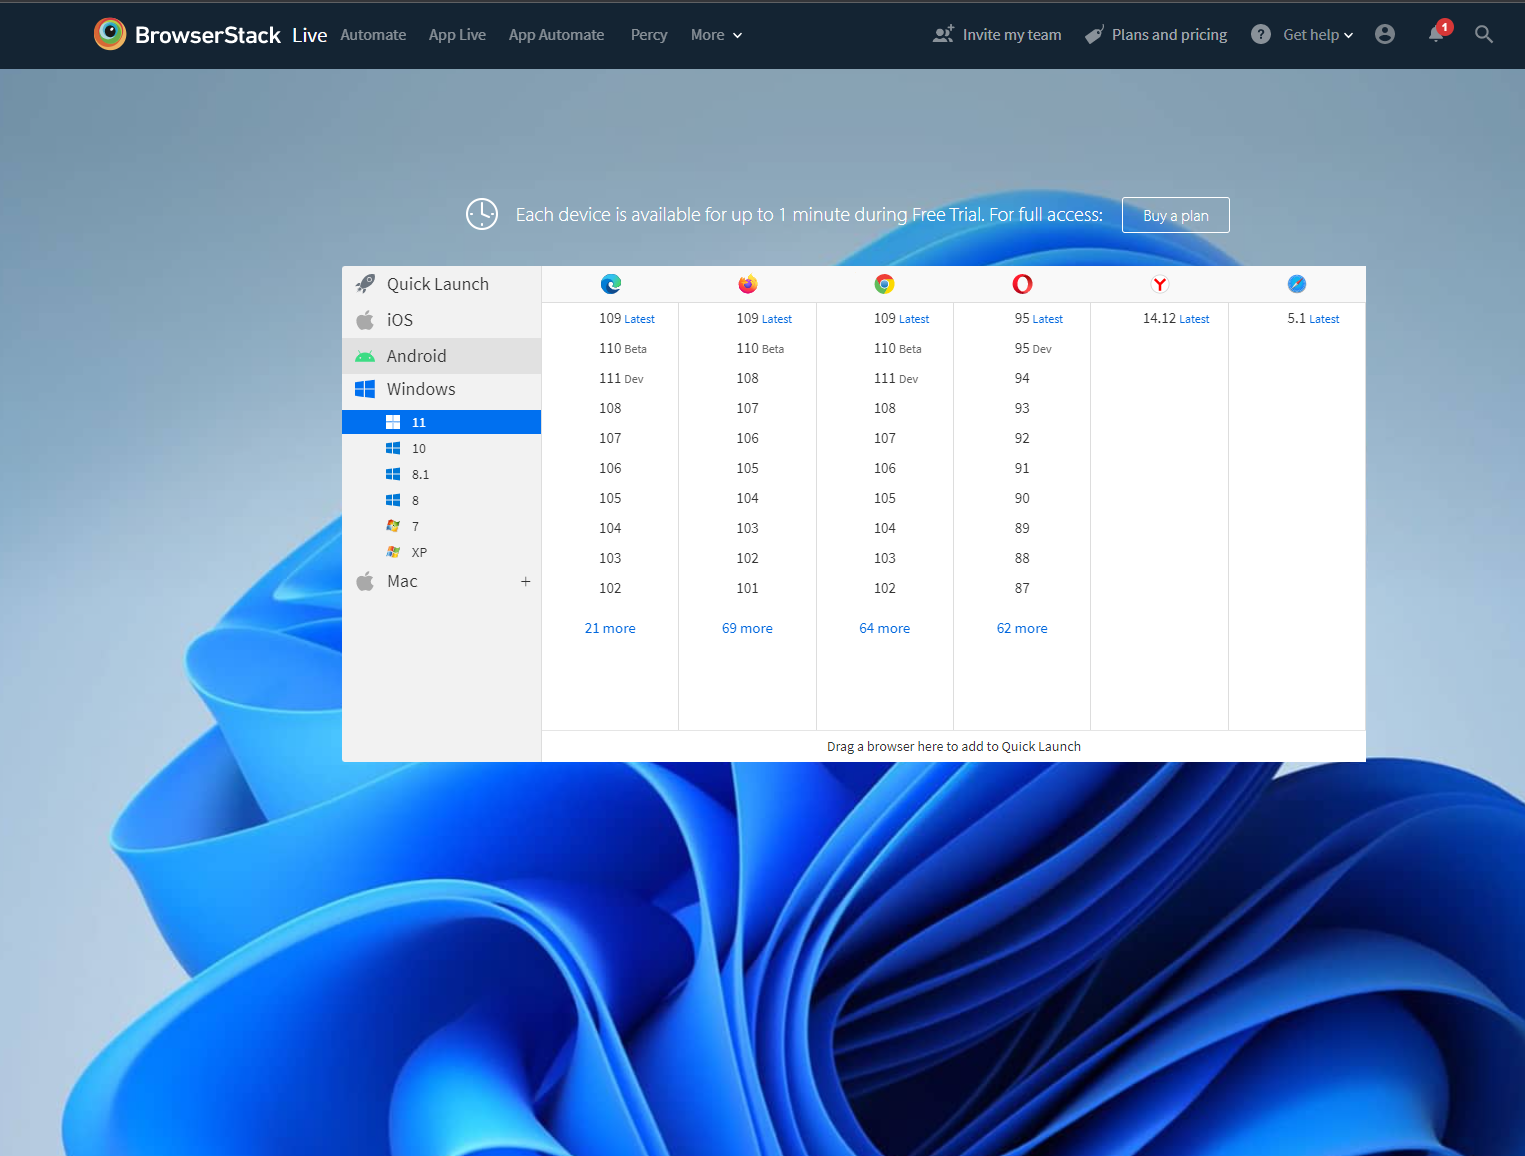 BrowserStack Live Automate App Live App Automate Percy More Invite my team Plans and pricing ? Get help 1
Each device is available for up to 1 minute during Free Trial. For full access: Buy a plan
Quick Launch
iOS
Android
Windows
11
10
8.1
8
7
XP
Mac +
109 Latest 109 Latest 109 Latest 95 Latest 14.12 Latest 5.1 Latest
110 Beta 110 Beta 110 Beta 95 Dev
111 Dev 108 111 Dev 94
108 107 108 93
107 106 107 92
106 105 106 91
105 104 105 90
104 103 104 89
103 102 103 88
102 101 102 87
21 more 69 more 64 more 62 more
Drag a browser here to add to Quick Launch